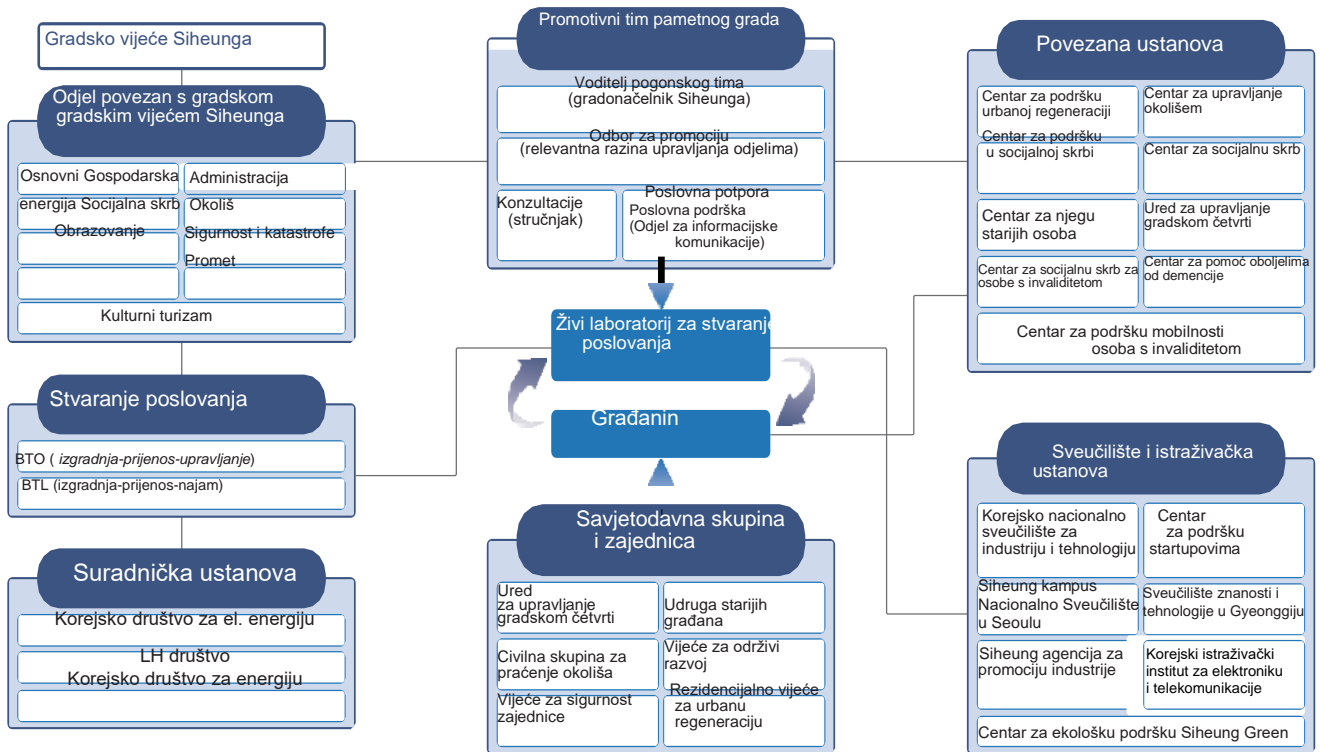 Gradsko vijeće Siheunga
Odjel povezan s gradskom
gradskim vijećem Siheunga
Osnovni Gospodarska
Administracija
energija Socijalna skrb
Okoliš
Obrazovanje
Sigurnost i katastrofe
Promet
Kulturni turizam
Stvaranje poslovanja
BTO ( izgradnja-prijenos-upravljanje)
BTL (izgradnja-prijenos-najam)
Suradnička ustanova
Korejsko društvo za el. energiju
LH društvo
Korejsko društvo za energiju
Promotivni tim pametnog grada
Voditelj pogonskog tima
(gradonačelnik Siheunga)
Odbor za promociju
(relevantna razina upravljanja odjelima)
Konzultacije
(stručnjak)
Poslovna potpora
Poslovna podrška
(Odjel za informacijske
komunikacije)
Živi laboratorij za stvaranje
poslovanja
Građanin
Savjetodavna skupina
i zajednica
Ured
za upravljanje
gradskom četvrti
Udruga starijih
građana
Civilna skupina za
praćenje okoliša
Vijeće za održivi
razvoj
Vijeće za sigurnost
zajednice
Rezidencijalno vijeće
za urbanu
regeneraciju
Povezana ustanova
Centar za podršku
urbanoj regeneraciji
Centar za upravljanje
okolišem
Centar za podršku
u socijalnoj skrbi
Centar za socijalnu skrb
Centar za njegu
starijih osoba
Ured za upravljanje
gradskom četvrti
Centar za socijalnu skrb za
osobe s invaliditetom
Centar za pomoć oboljelima
od demencije
Centar za podršku mobilnosti
osoba s invaliditetom
Sveučilište i istraživačka
ustanova
Korejsko nacionalno
sveučilište za
industriju i tehnologiju
Centar
za podršku
startupovima
Siheung kampus
Nacionalno Sveučilište
u Seoulu
Sveučilište znanosti i
tehnologije u Gyeonggiju
Siheung agencija za
promociju industrije
Korejski istraživački
institut za elektroniku
i telekomunikacije
Centar za ekološku podršku Siheung Green